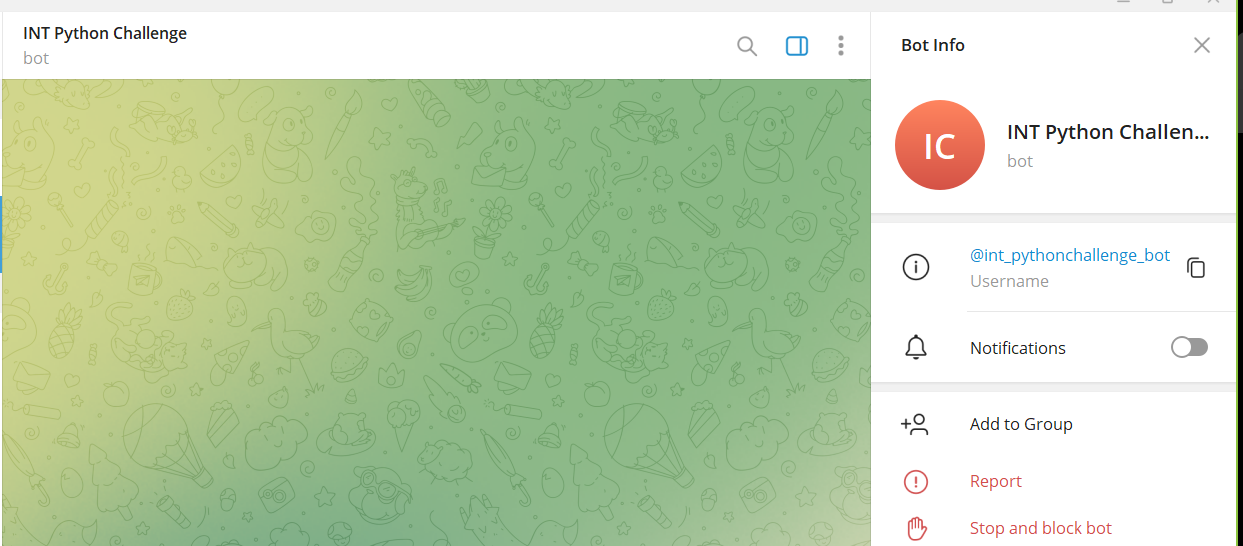 INT Python Challenge
bot
Bot Info
IC
INT Python Challen...
bot
@int_pythonchallenge_bot
Username
Notifications
Add to Group
Report
Stop and block bot